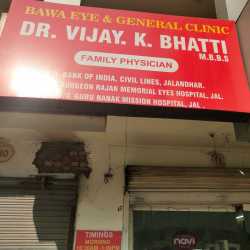 BAWA EYE & GENERAL CLINIC
DR. VIJAY. K. BHATTI
M.B.B.S
FAMILY PHYSICIAN
BANK OF INDIA, CIVIL LINES, JALANDHAR.
SURGEON RAJAN MEMORIAL EYES HOSPITAL, JAL.
GURU NANAK MISSION HOSPITAL, JAL.
TIMINGS
MORNING
navi